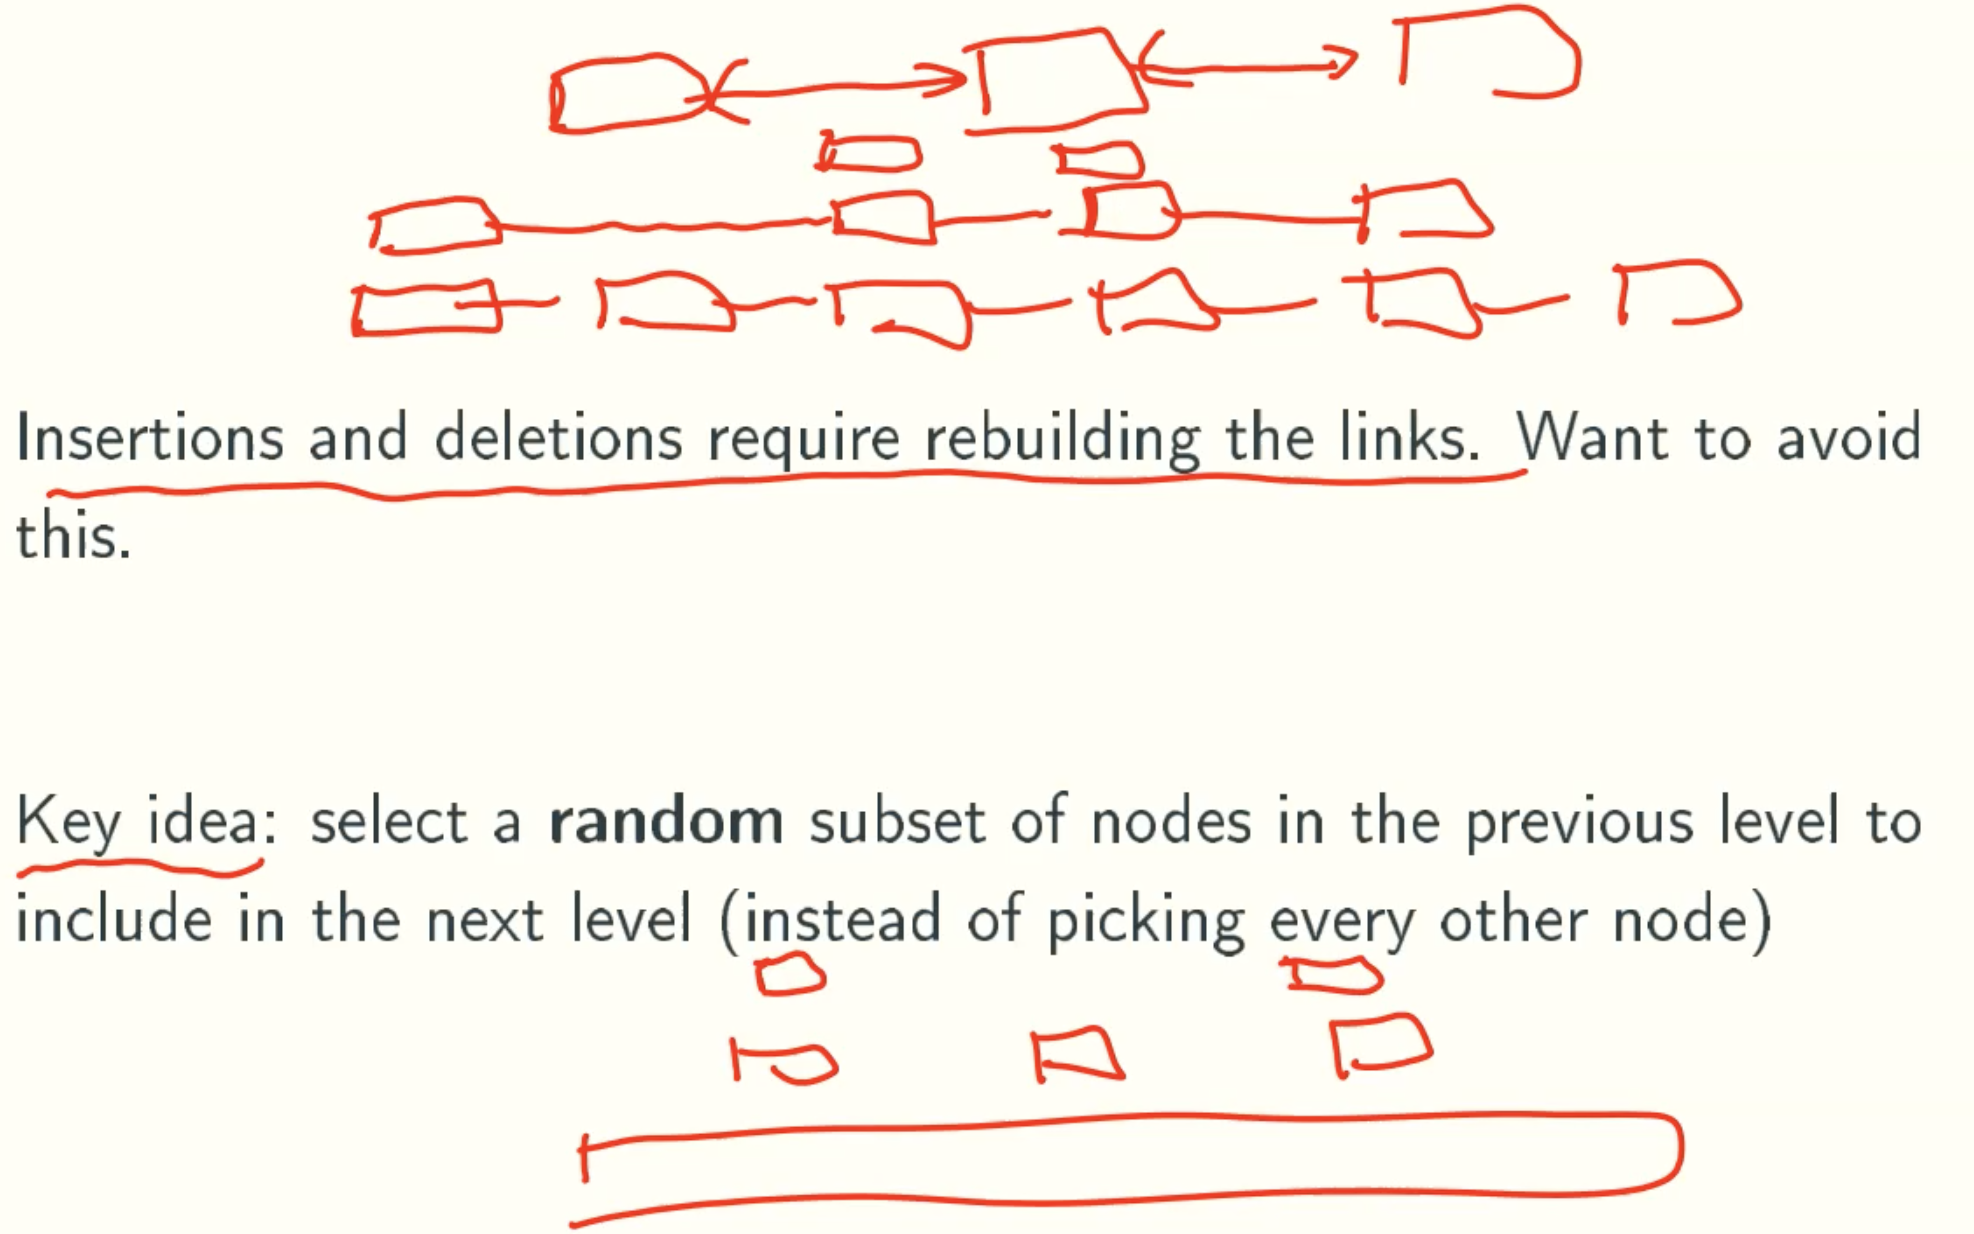 Insertions and deletions require rebuilding the links. Want to avoid
this.
Key idea: select a random subset of nodes in the previous level to
include in the next level (instead of picking every other node)